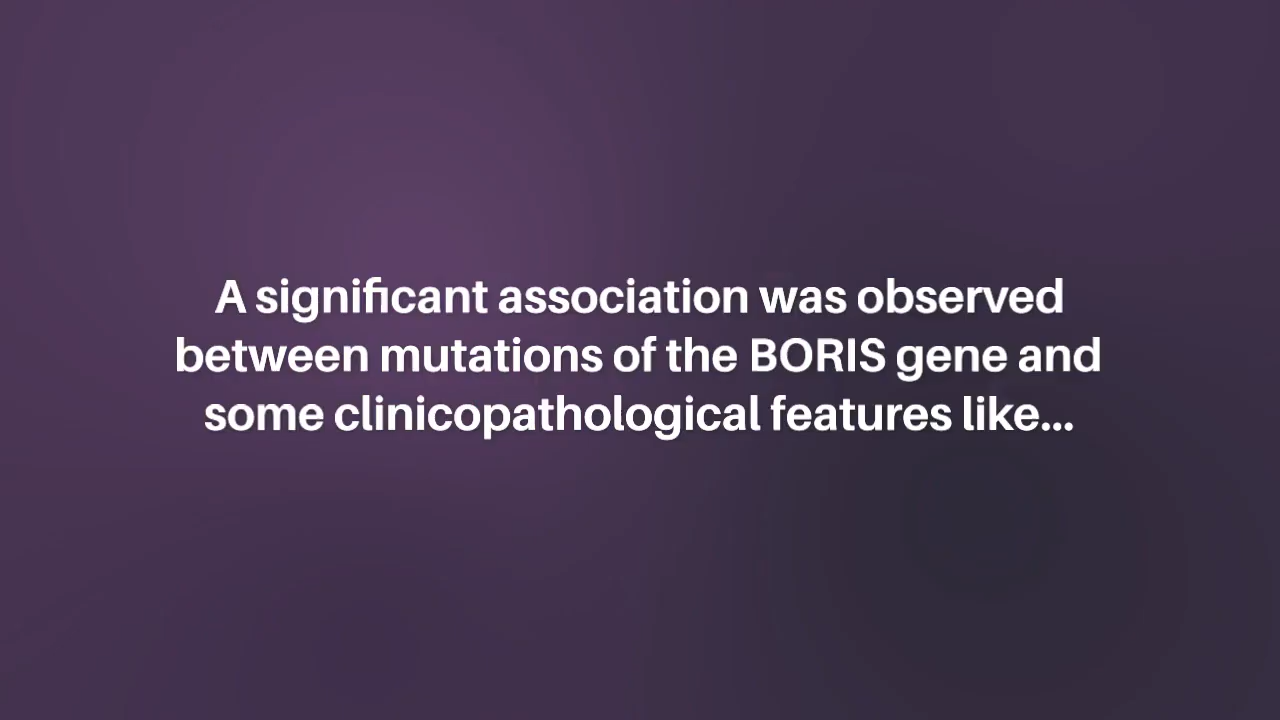 A significant association was observed
between mutations of the BORIS gene and
some clinicopathological features like...